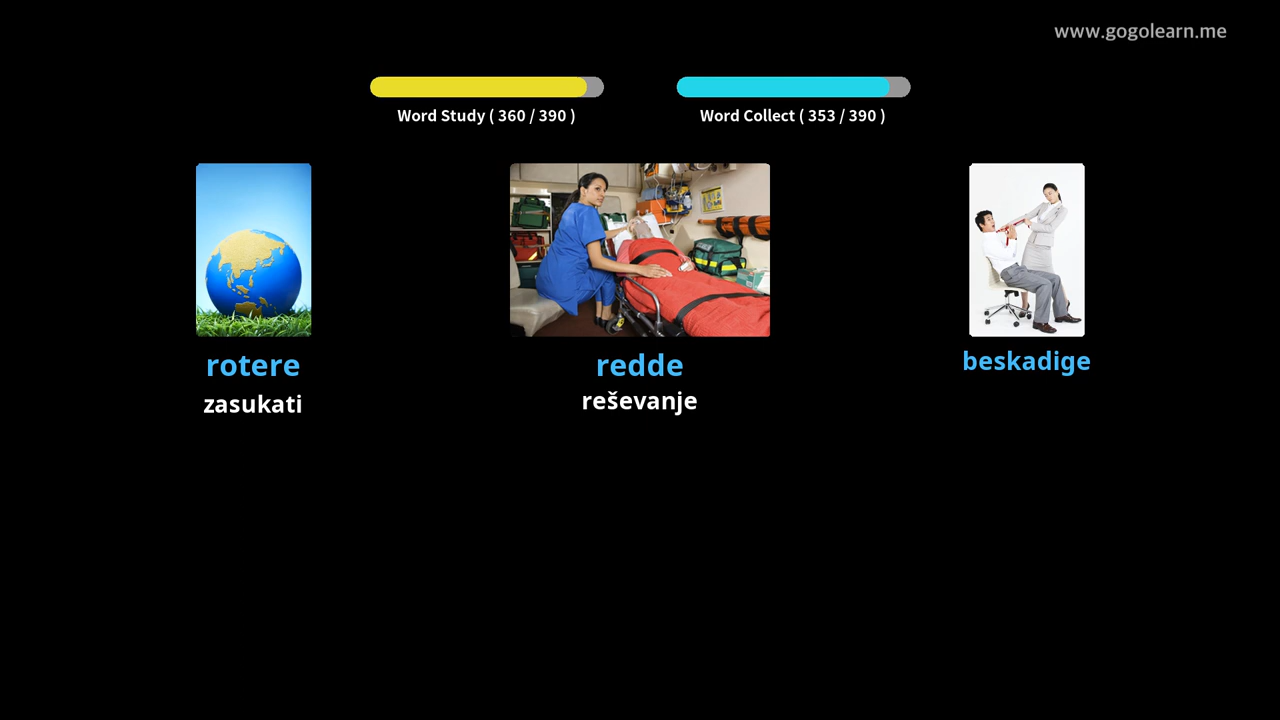 www.gogolearn.me
Word Study ( 360 / 390 )
Word Collect ( 353 / 390 )
rotere
redde
beskadige
zasukati
reševanje